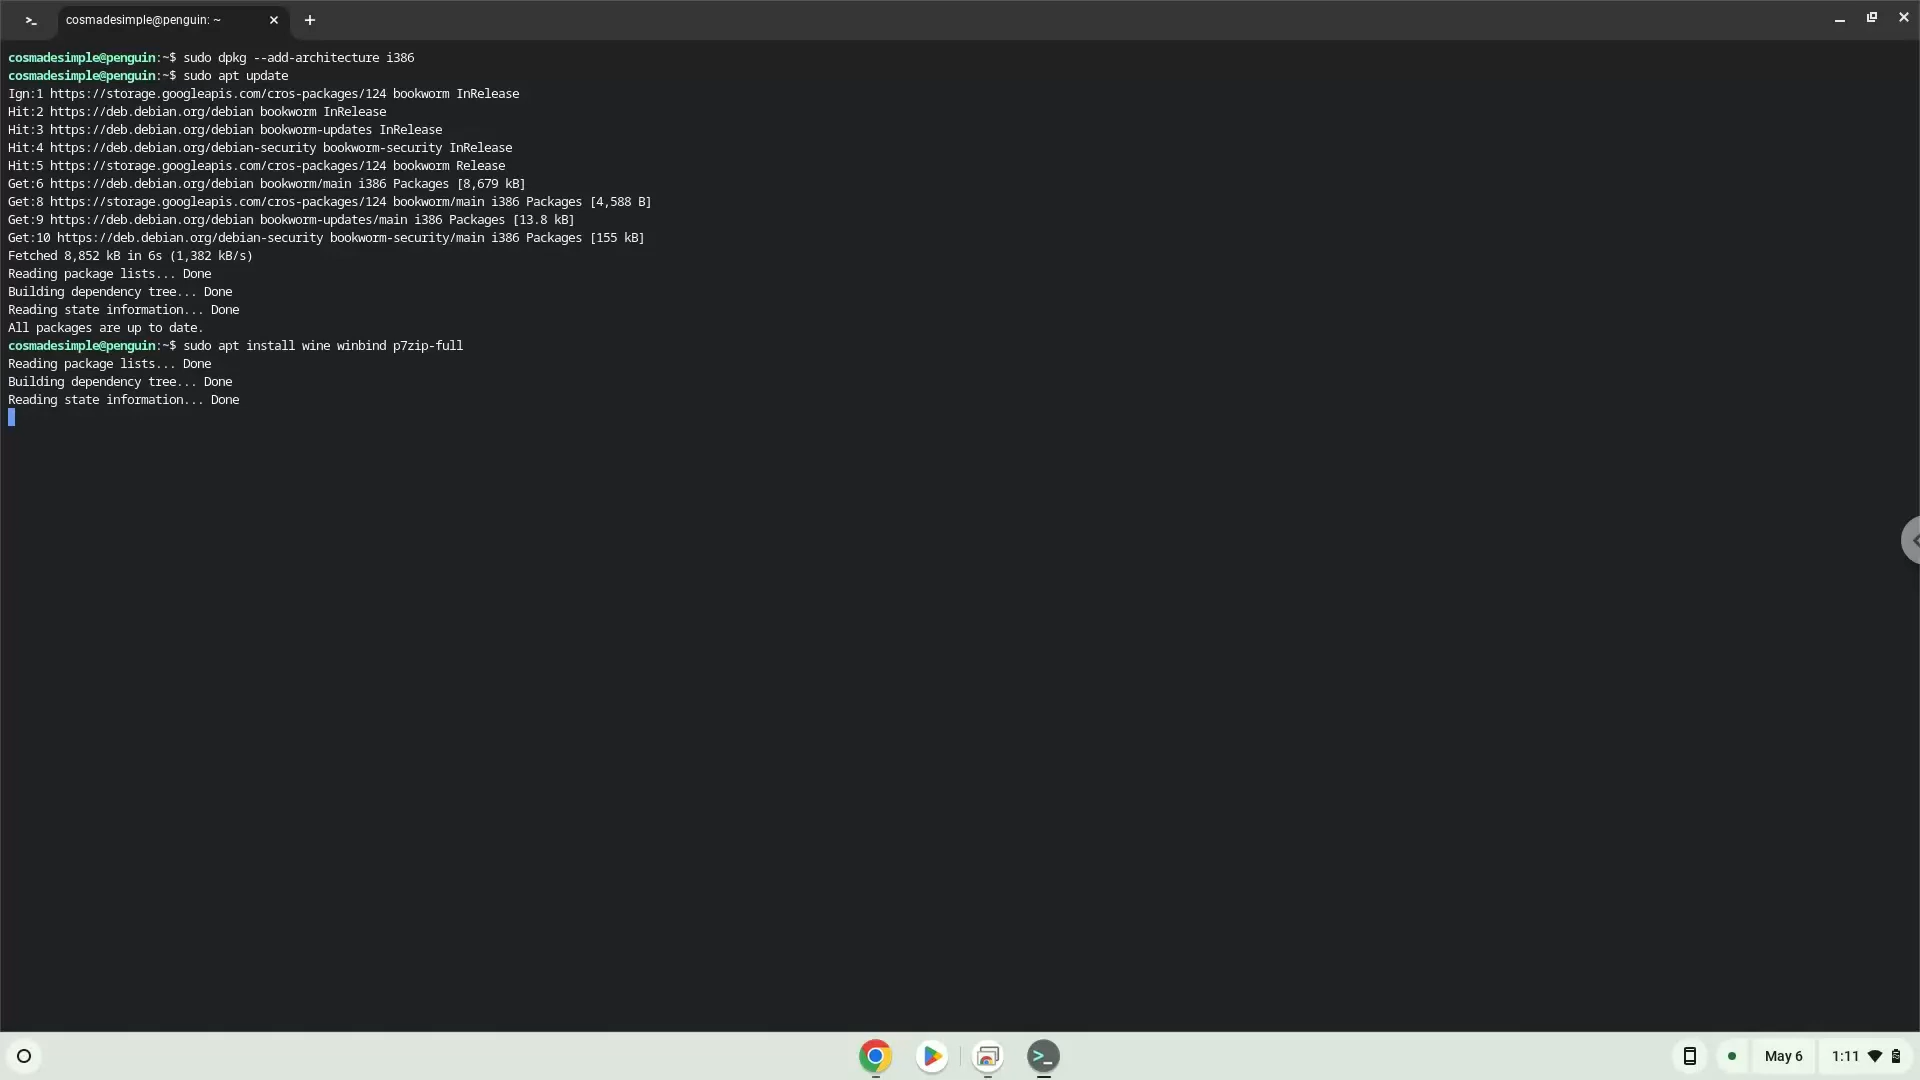 cosmadesimple@penguin: ~
cosmadesimple@penguin:~$ sudo dpkg --add-architecture i386
cosmadesimple@penguin:~$ sudo apt update
Ign:1 https://storage.googleapis.com/cros-packages/124 bookworm InRelease
Hit:2 https://deb.debian.org/debian bookworm InRelease
Hit:3 https://deb.debian.org/debian bookworm-updates InRelease
Hit:4 https://deb.debian.org/debian-security bookworm-security InRelease
Hit:5 https://storage.googleapis.com/cros-packages/124 bookworm Release
Get:6 https://deb.debian.org/debian bookworm/main i386 Packages [8,679 kB]
Get:8 https://storage.googleapis.com/cros-packages/124 bookworm/main i386 Packages [4,588 B]
Get:9 https://deb.debian.org/debian bookworm-updates/main i386 Packages [13.8 kB]
Get:10 https://deb.debian.org/debian-security bookworm-security/main i386 Packages [155 kB]
Fetched 8,852 kB in 6s (1,382 kB/s)
Reading package lists... Done
Building dependency tree... Done
Reading state information... Done
All packages are up to date.
cosmadesimple@penguin:~$ sudo apt install wine winbind p7zip-full
Reading package lists... Done
Building dependency tree... Done
Reading state information... Done
May 6 1:11